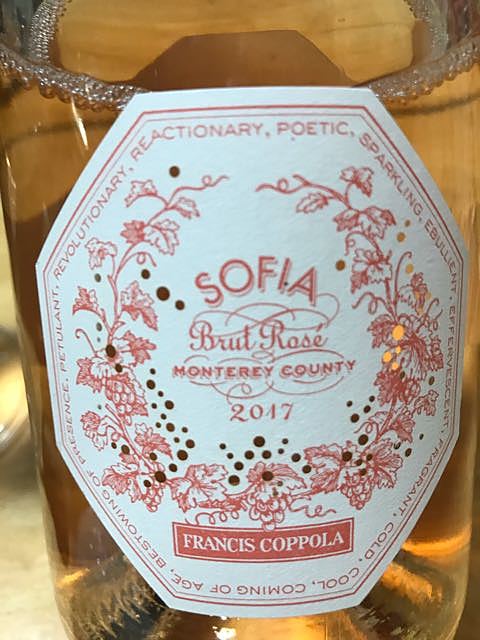 REVOLUTIONARY, REACTIONARY, POETIC, SPARKLING, EBULLIENT, EFFERVESCENT, FRAGRANT, COLD, COOL, COMING OF AGE, BESTOWING OF PRESENCE, PETULANT,
SOFIA
Brut Rosé
MONTEREY COUNTY
2017
FRANCIS COPPOLA